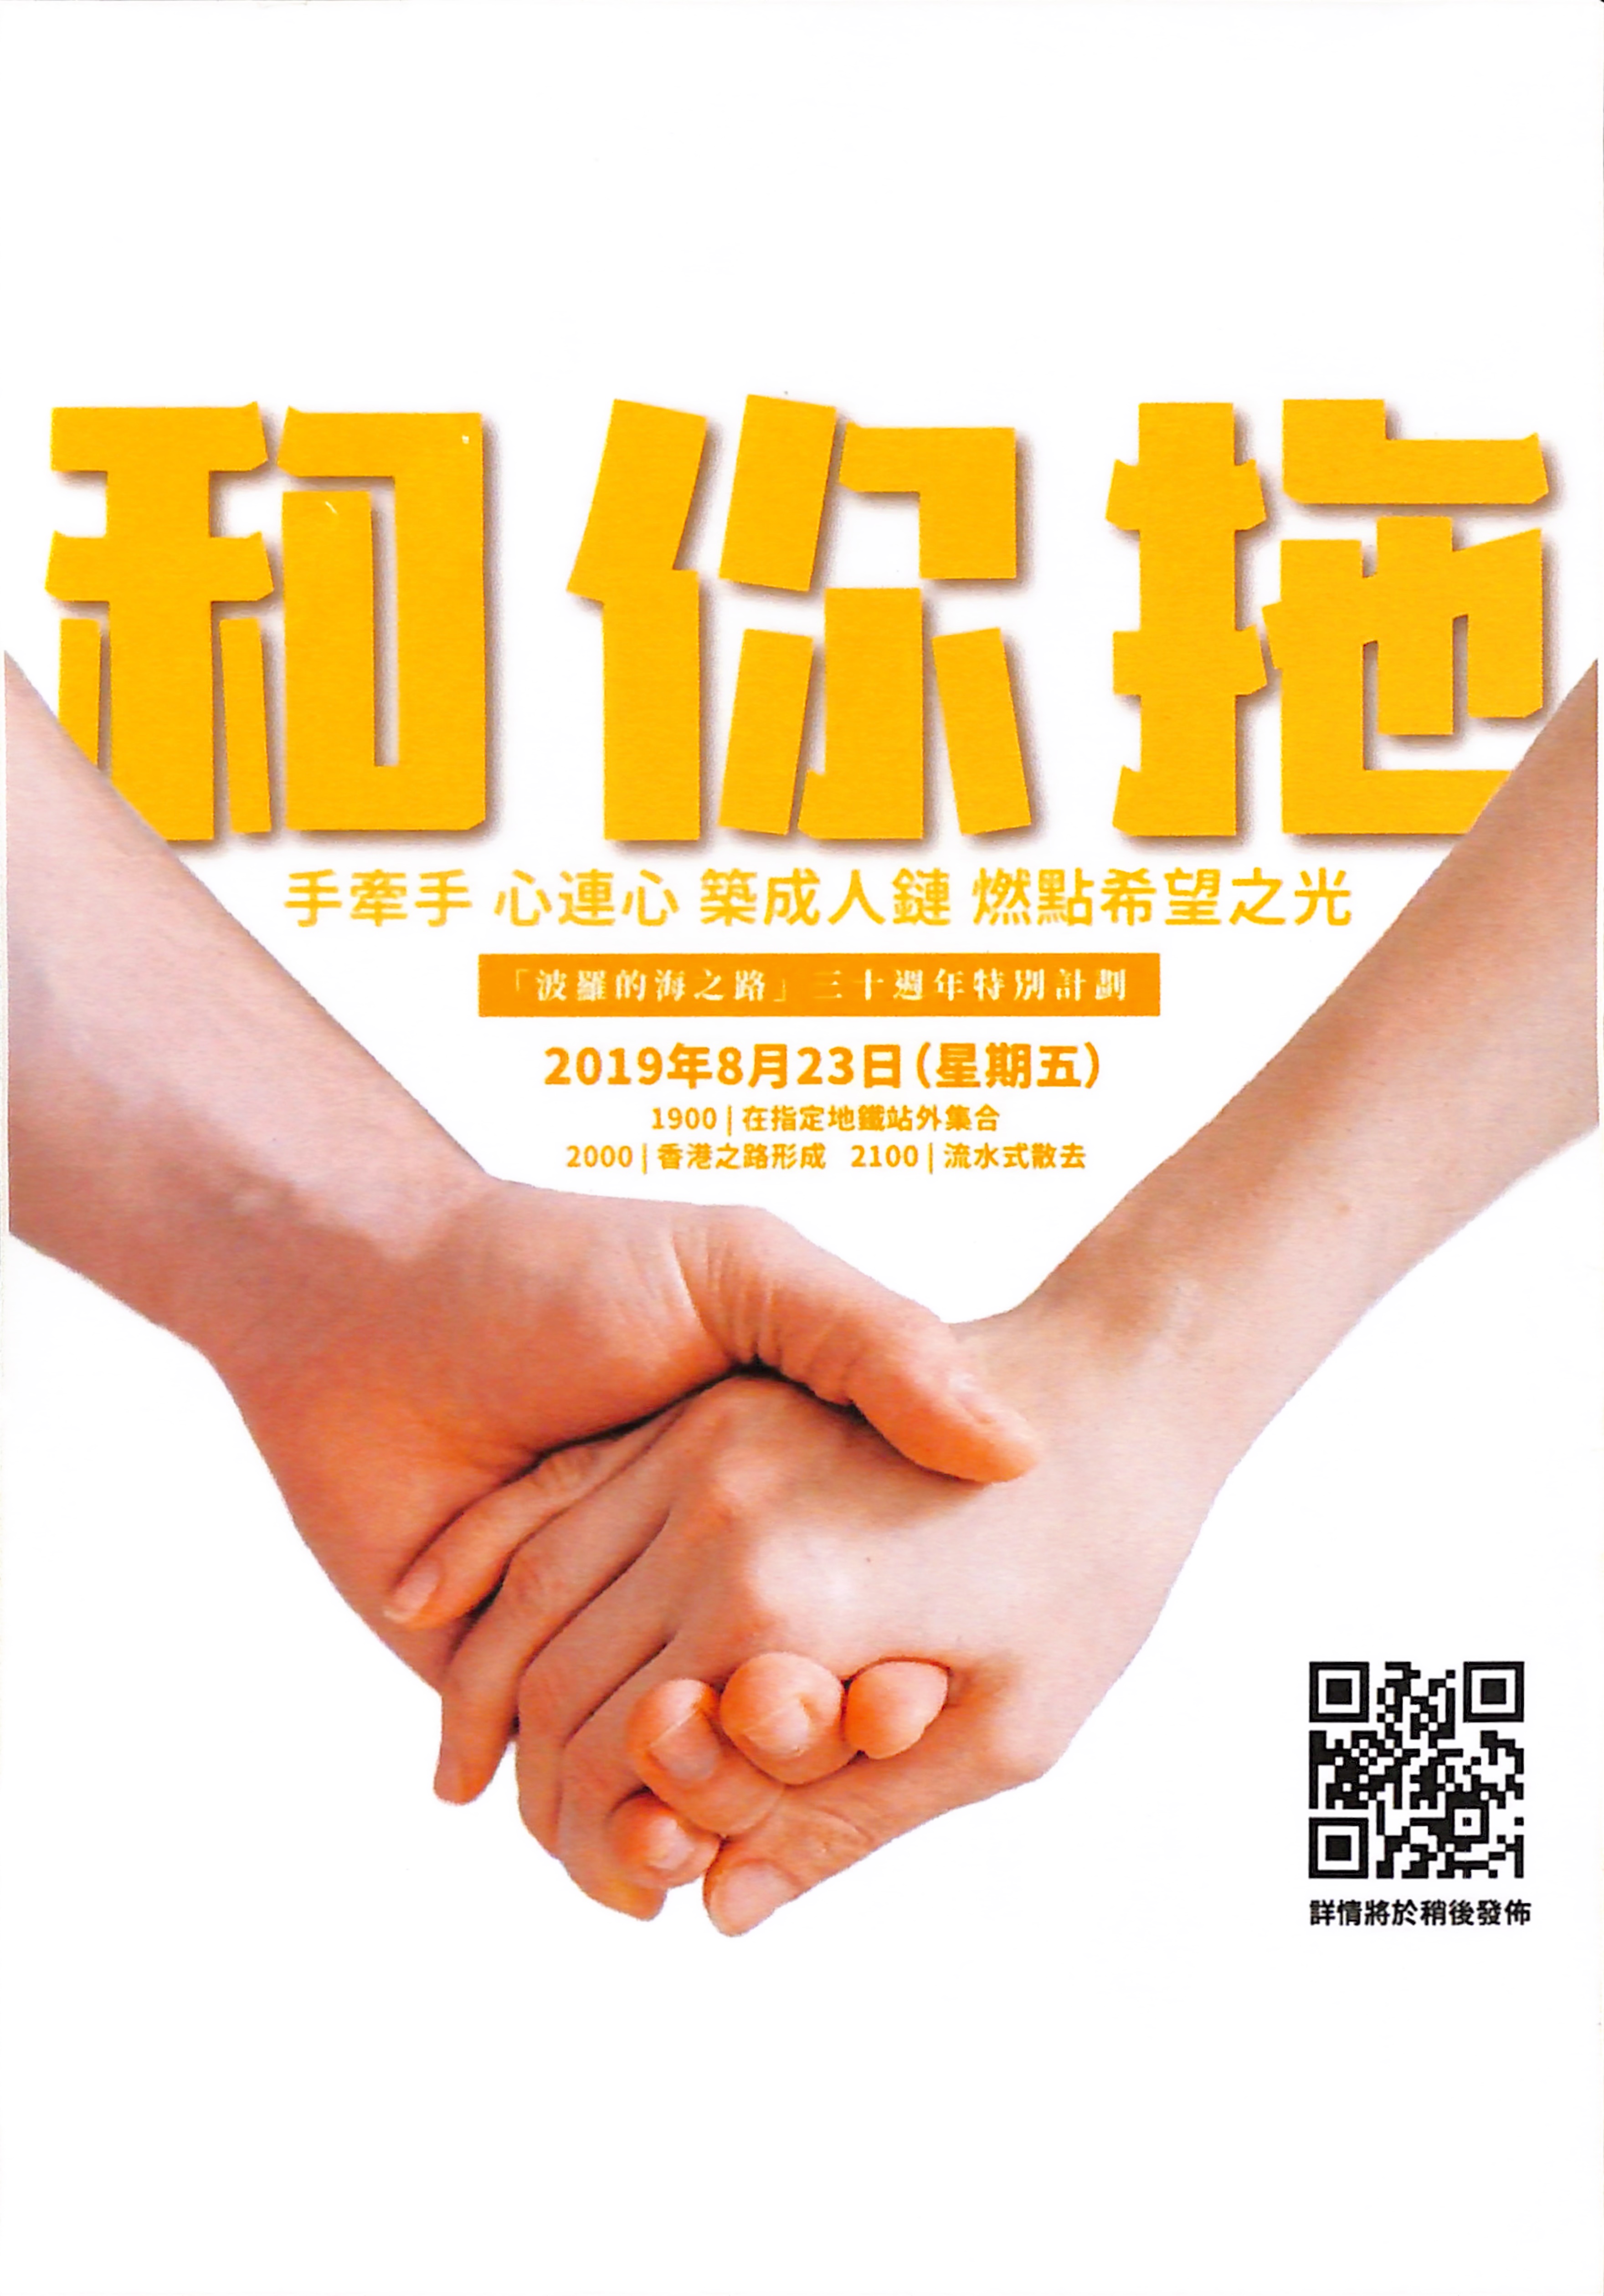 和你拖
手牽手 心連心 築成人鏈 燃點希望之光
「波羅的海之路」三十週年特別計劃
2019年8月23日(星期五)
1900 | 在指定地鐵站外集合
2000 | 香港之路形成 2100 | 流水式散去
詳情將於稍後發佈